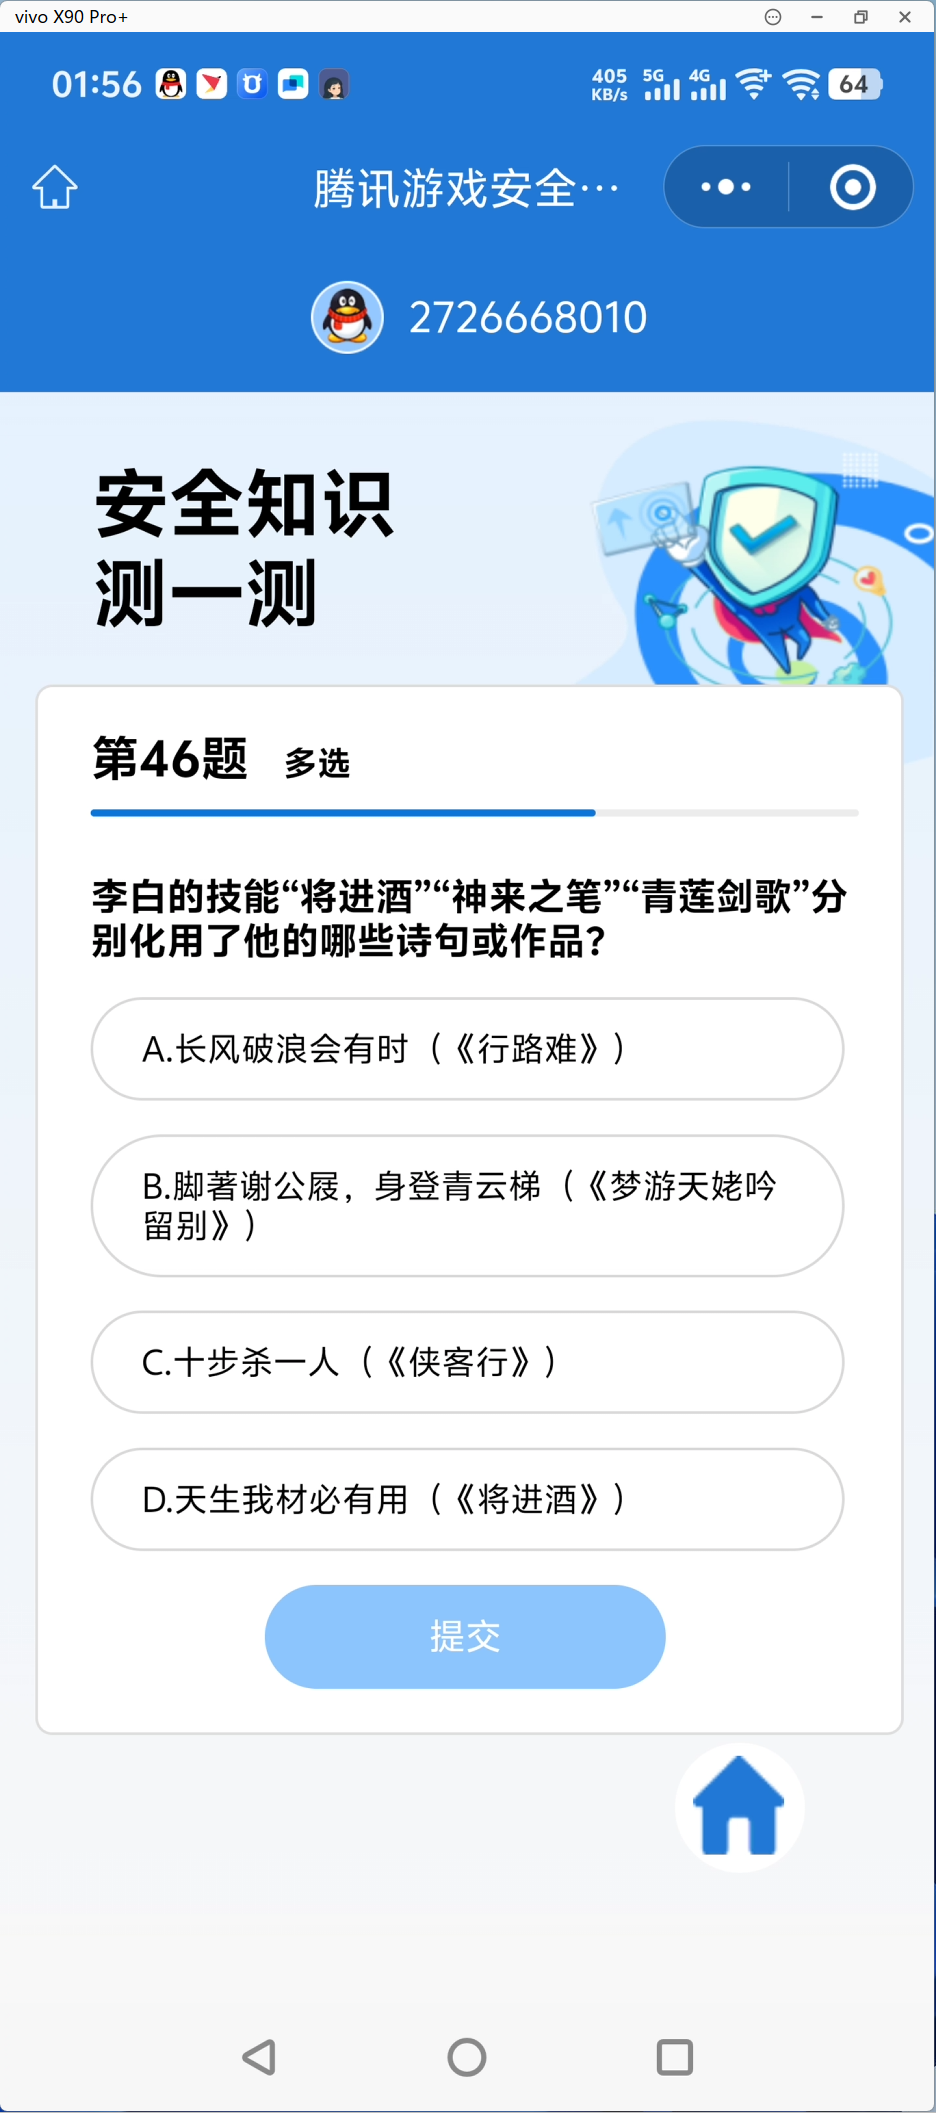 vivo X90 Pro+
01:56 405 KB/s 5G 4G 64
腾讯游戏安全…
2726668010
安全知识
测一测
第46题 多选
李白的技能“将进酒”“神来之笔”“青莲剑歌”分
别化用了他的哪些诗句或作品?
A.长风破浪会有时（《行路难》）
B.脚著谢公屐，身登青云梯（《梦游天姥吟
留别》）
C.十步杀一人（《侠客行》）
D.天生我材必有用（《将进酒》）
提交